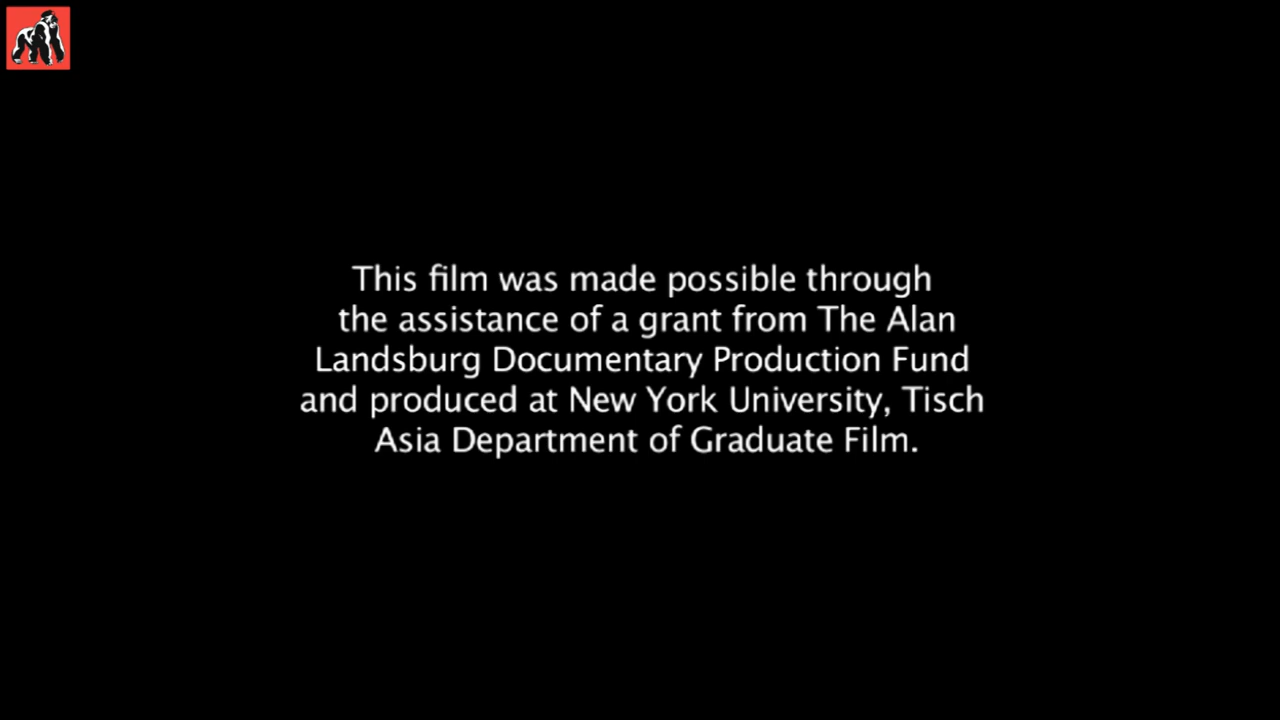 This film was made possible through
the assistance of a grant from The Alan
Landsburg Documentary Production Fund
and produced at New York University, Tisch
Asia Department of Graduate Film.